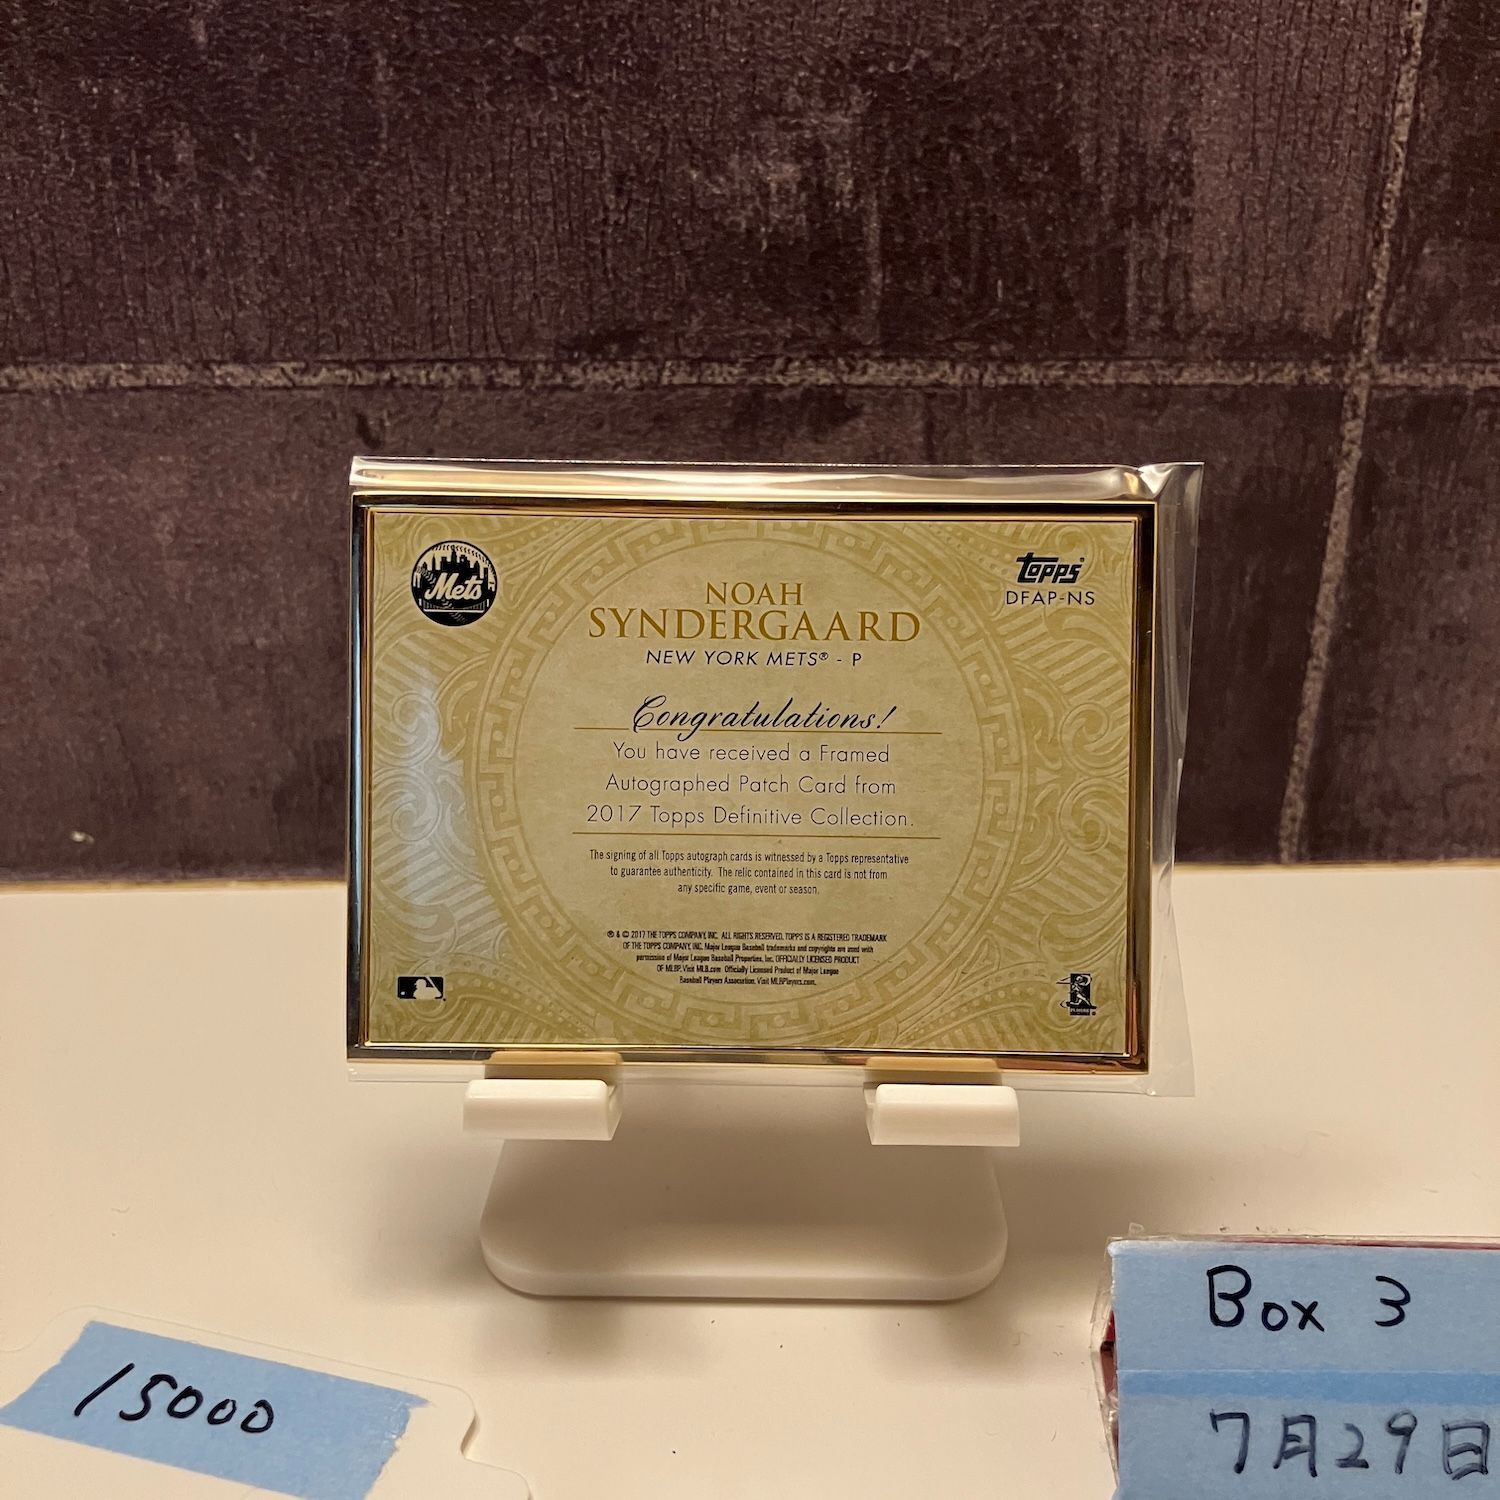 Mets
topps®
DFAP-NS
NOAH
SYNDERGAARD
NEW YORK METS® - P
Congratulations!
You have received a Framed
Autographed Patch Card from
2017 Topps Definitive Collection.
The signing of all Topps autograph cards is witnessed by a Topps representative
to guarantee authenticity. The relic contained in this card is not from
any specific game, event or season.
® & © 2017 THE TOPPS COMPANY, INC. ALL RIGHTS RESERVED. TOPPS IS A REGISTERED TRADEMARK
OF THE TOPPS COMPANY, INC. Major League Baseball trademarks and copyrights are used with
permission of Major League Baseball Properties, Inc. OFFICIALLY LICENSED PRODUCT
OF MLBP. Visit MLB.com Officially Licensed Product of Major League
Baseball Players Association. Visit MLBPlayers.com.
PLAYERS
15000
Box 3
7月29日